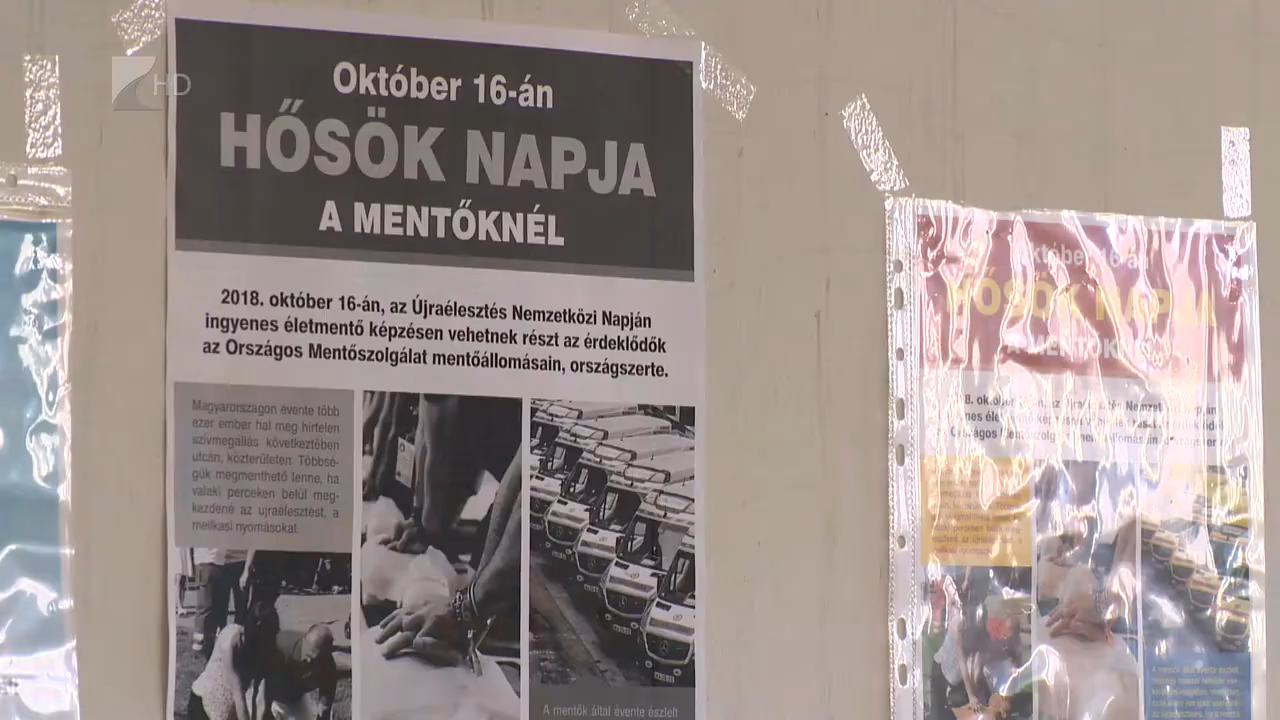 HD
Október 16-án
HŐSÖK NAPJA
A MENTŐKNÉL
2018. október 16-án, az Újraélesztés Nemzetközi Napján
ingyenes életmentő képzésen vehetnek részt az érdeklődők
az Országos Mentőszolgálat mentőállomásain, országszerte.
Magyarországon evente több
ezer ember hal meg hirtelen
szívmegállás következtében
utcán, közterületen. Többsé-
gük megmenthető lenne, ha
valaki perceken belül meg-
kezdené az ujraélesztést, a
mellkasi nyomásokat.
A mentők által évente észlelt
Október 16-án
HŐSÖK NAPJA
A MENTŐKNÉL